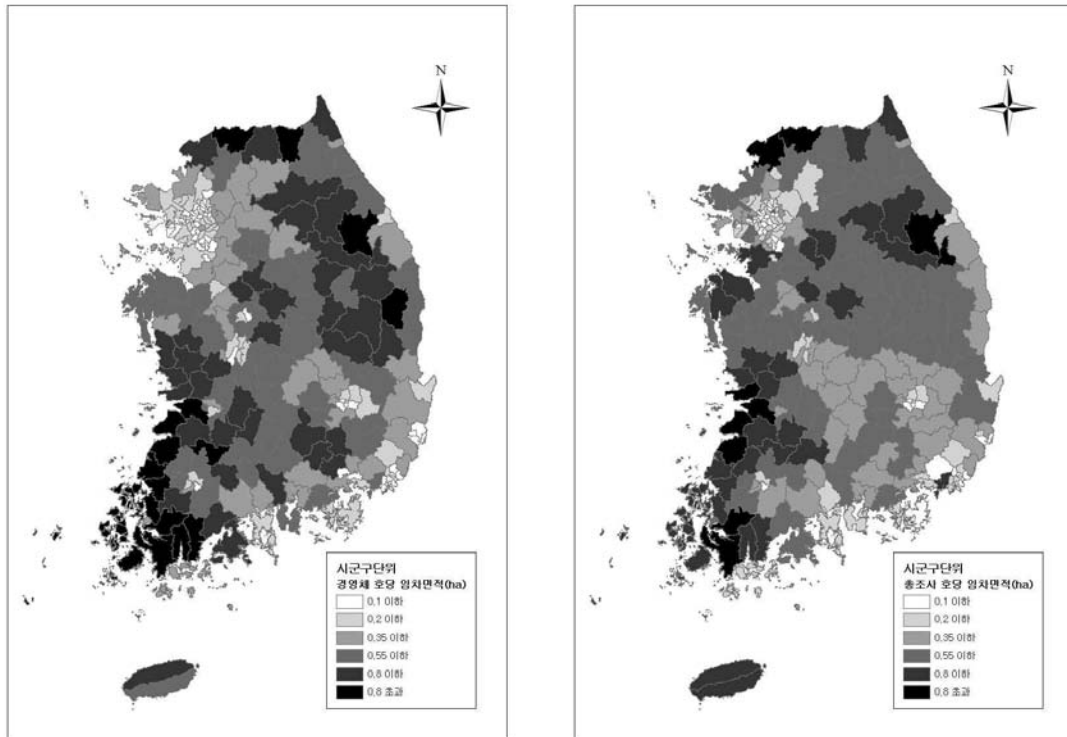 N
시군구단위
경영체 호당 임차면적(ha)
0,1 이하
0,2 이하
0,35 이하
0,55 이하
0,8 이하
0,8 초과
N
시군구단위
총조사 호당 임차면적(ha)
0,1 이하
0,2 이하
0,35 이하
0,55 이하
0,8 이하
0,8 초과